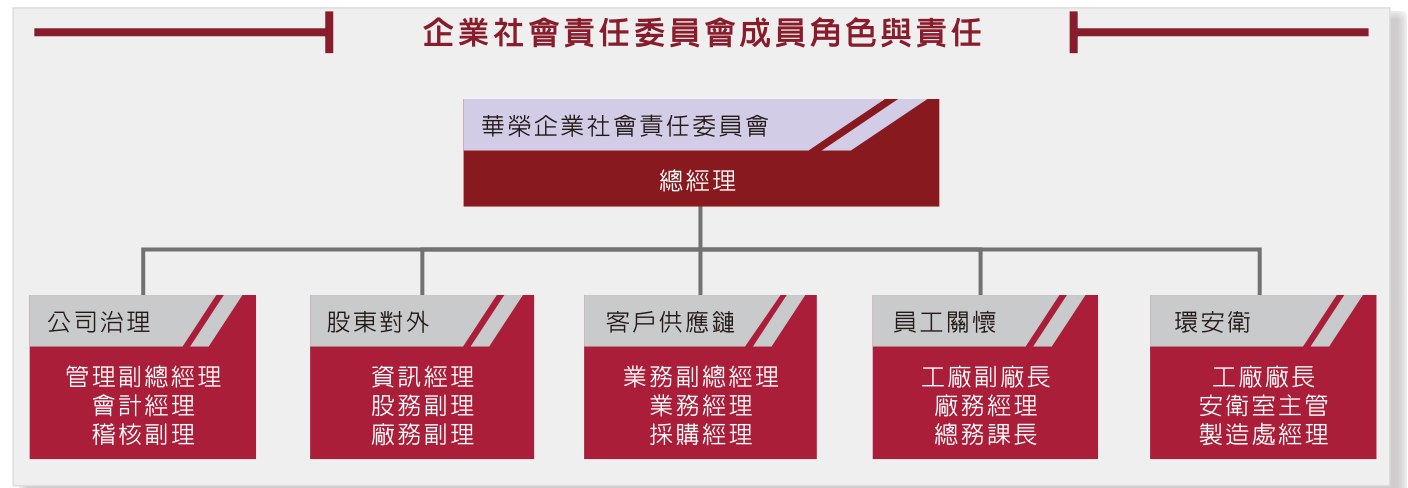 企業社會責任委員會成員角色與責任
華榮企業社會責任委員會
總經理
公司治理
管理副總經理
會計經理
稽核副理
股東對外
資訊經理
股務副理
廠務副理
客戶供應鏈
業務副總經理
業務經理
採購經理
員工關懷
工廠副廠長
廠務經理
總務課長
環安衛
工廠廠長
安衛室主管
製造處經理